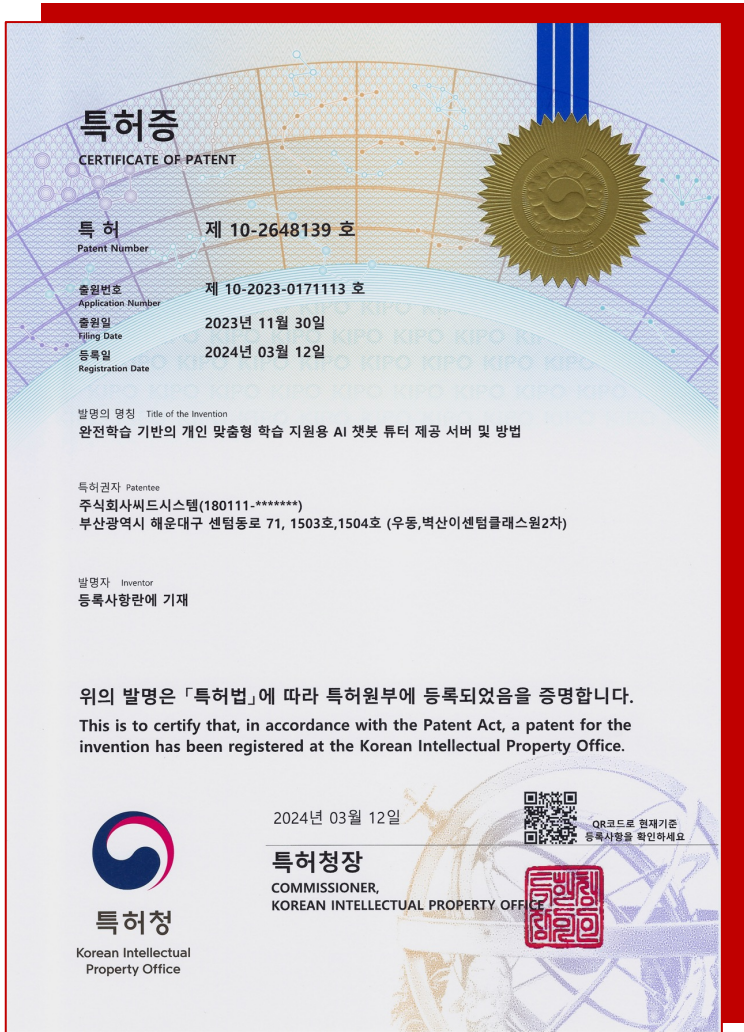 특허증
CERTIFICATE OF PATENT
특 허
Patent Number
제 10-2648139 호
출원번호
Application Number
제 10-2023-0171113 호
출원일
Filing Date
2023년 11월 30일
등록일
Registration Date
2024년 03월 12일
발명의 명칭 Title of the Invention
완전학습 기반의 개인 맞춤형 학습 지원용 AI 챗봇 튜터 제공 서버 및 방법
특허권자 Patentee
주식회사씨드시스템(180111-*******)
부산광역시 해운대구 센텀동로 71, 1503호,1504호 (우동,벽산이센텀클래스원2차)
발명자 Inventor
등록사항란에 기재
위의 발명은 「특허법」에 따라 특허원부에 등록되었음을 증명합니다.
This is to certify that, in accordance with the Patent Act, a patent for the
invention has been registered at the Korean Intellectual Property Office.
2024년 03월 12일
QR코드로 현재기준
등록사항을 확인하세요
특허청장
COMMISSIONER,
KOREAN INTELLECTUAL PROPERTY OFFICE
특허청
Korean Intellectual
Property Office